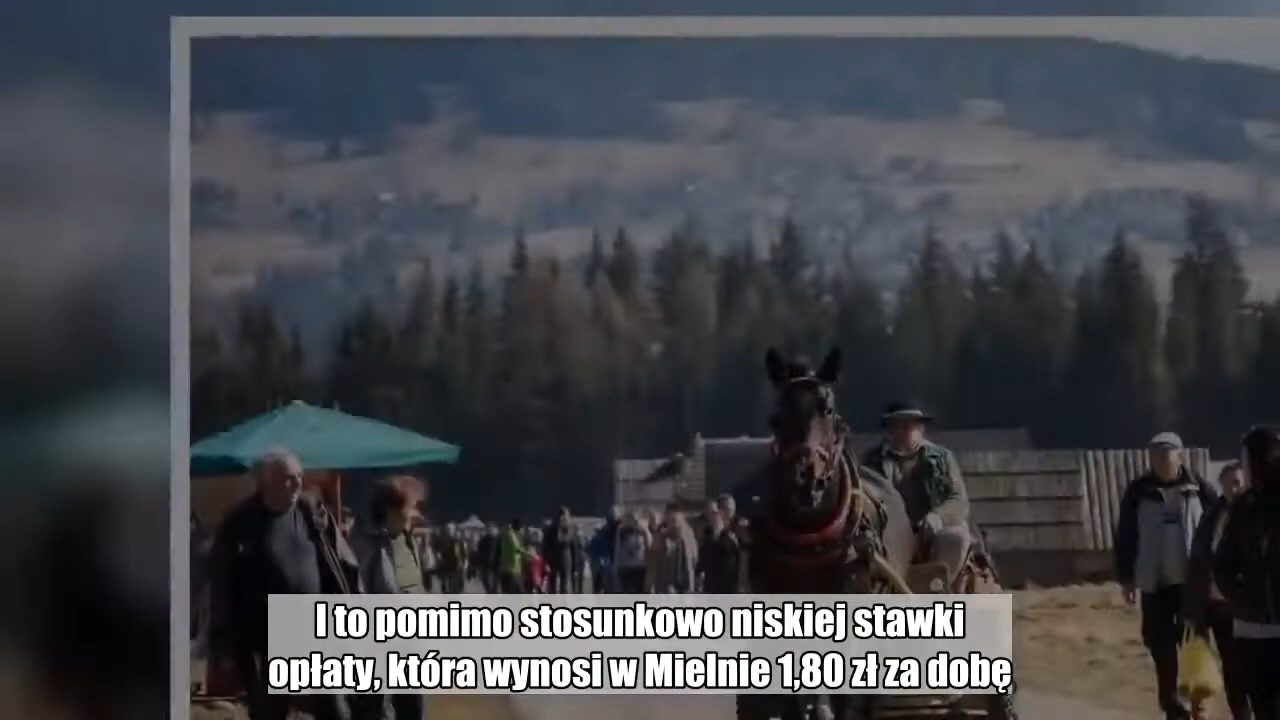 I to pomimo stosunkowo niskiej stawki
opłaty, która wynosi w Mielnie 1,80 zł za dobę